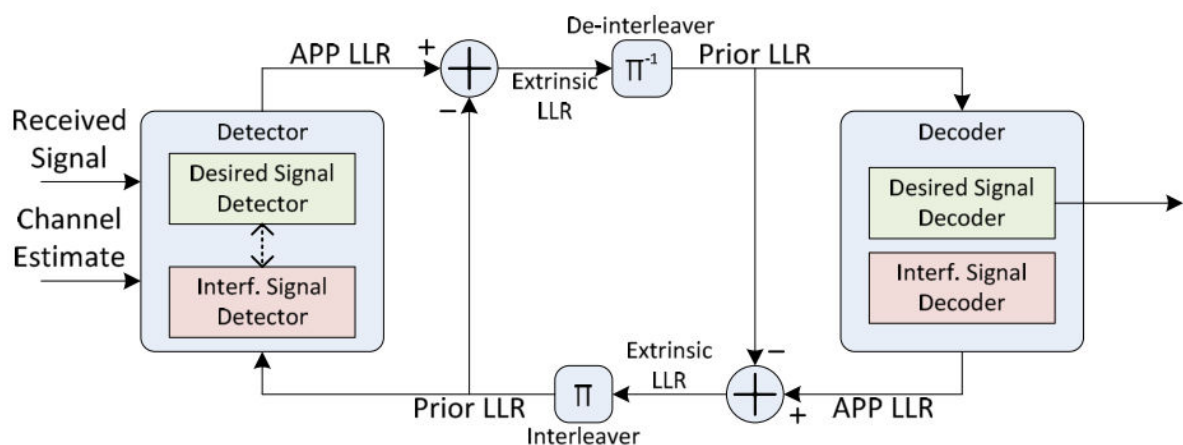 De-interleaver
APP LLR
+
Π⁻¹
Prior LLR
Extrinsic
LLR
−
Received
Signal
Detector
Desired Signal
Detector
Channel
Estimate
Interf. Signal
Detector
Decoder
Desired Signal
Decoder
Interf. Signal
Decoder
−
Extrinsic
LLR
Π
Prior LLR
+
APP LLR
Interleaver